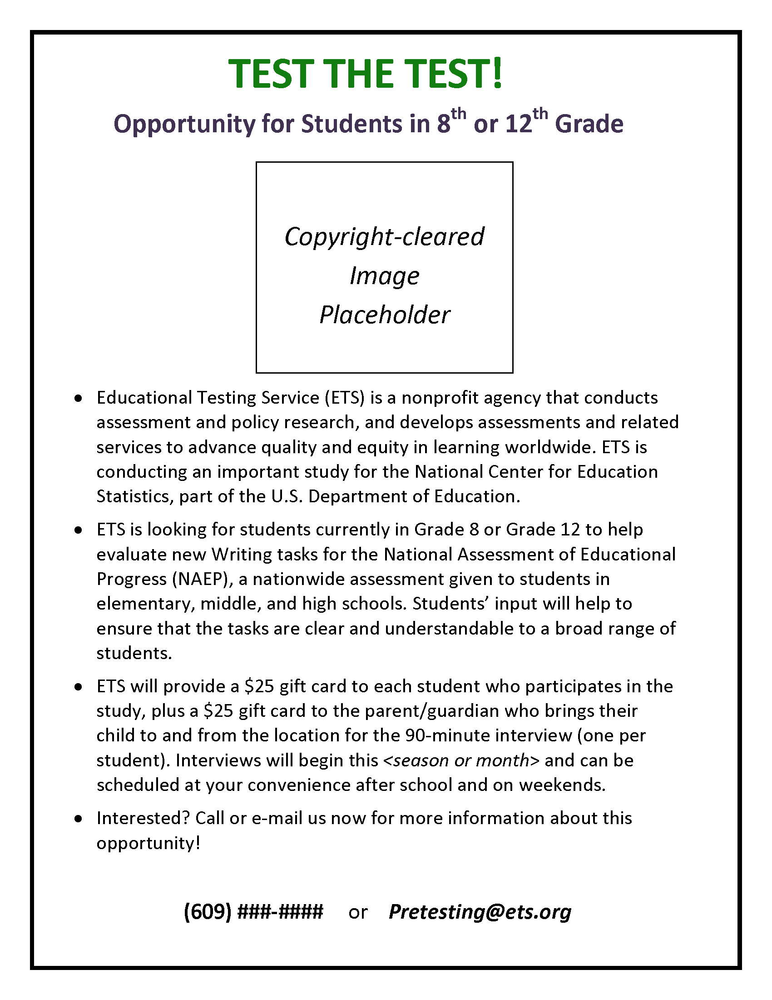 TEST THE TEST!
Opportunity for Students in 8th or 12th Grade
Copyright-cleared
Image
Placeholder
• Educational Testing Service (ETS) is a nonprofit agency that conducts
assessment and policy research, and develops assessments and related
services to advance quality and equity in learning worldwide. ETS is
conducting an important study for the National Center for Education
Statistics, part of the U.S. Department of Education.
• ETS is looking for students currently in Grade 8 or Grade 12 to help
evaluate new Writing tasks for the National Assessment of Educational
Progress (NAEP), a nationwide assessment given to students in
elementary, middle, and high schools. Students’ input will help to
ensure that the tasks are clear and understandable to a broad range of
students.
• ETS will provide a $25 gift card to each student who participates in the
study, plus a $25 gift card to the parent/guardian who brings their
child to and from the location for the 90-minute interview (one per
student). Interviews will begin this <season or month> and can be
scheduled at your convenience after school and on weekends.
• Interested? Call or e-mail us now for more information about this
opportunity!
(609) ###-#### or Pretesting@ets.org